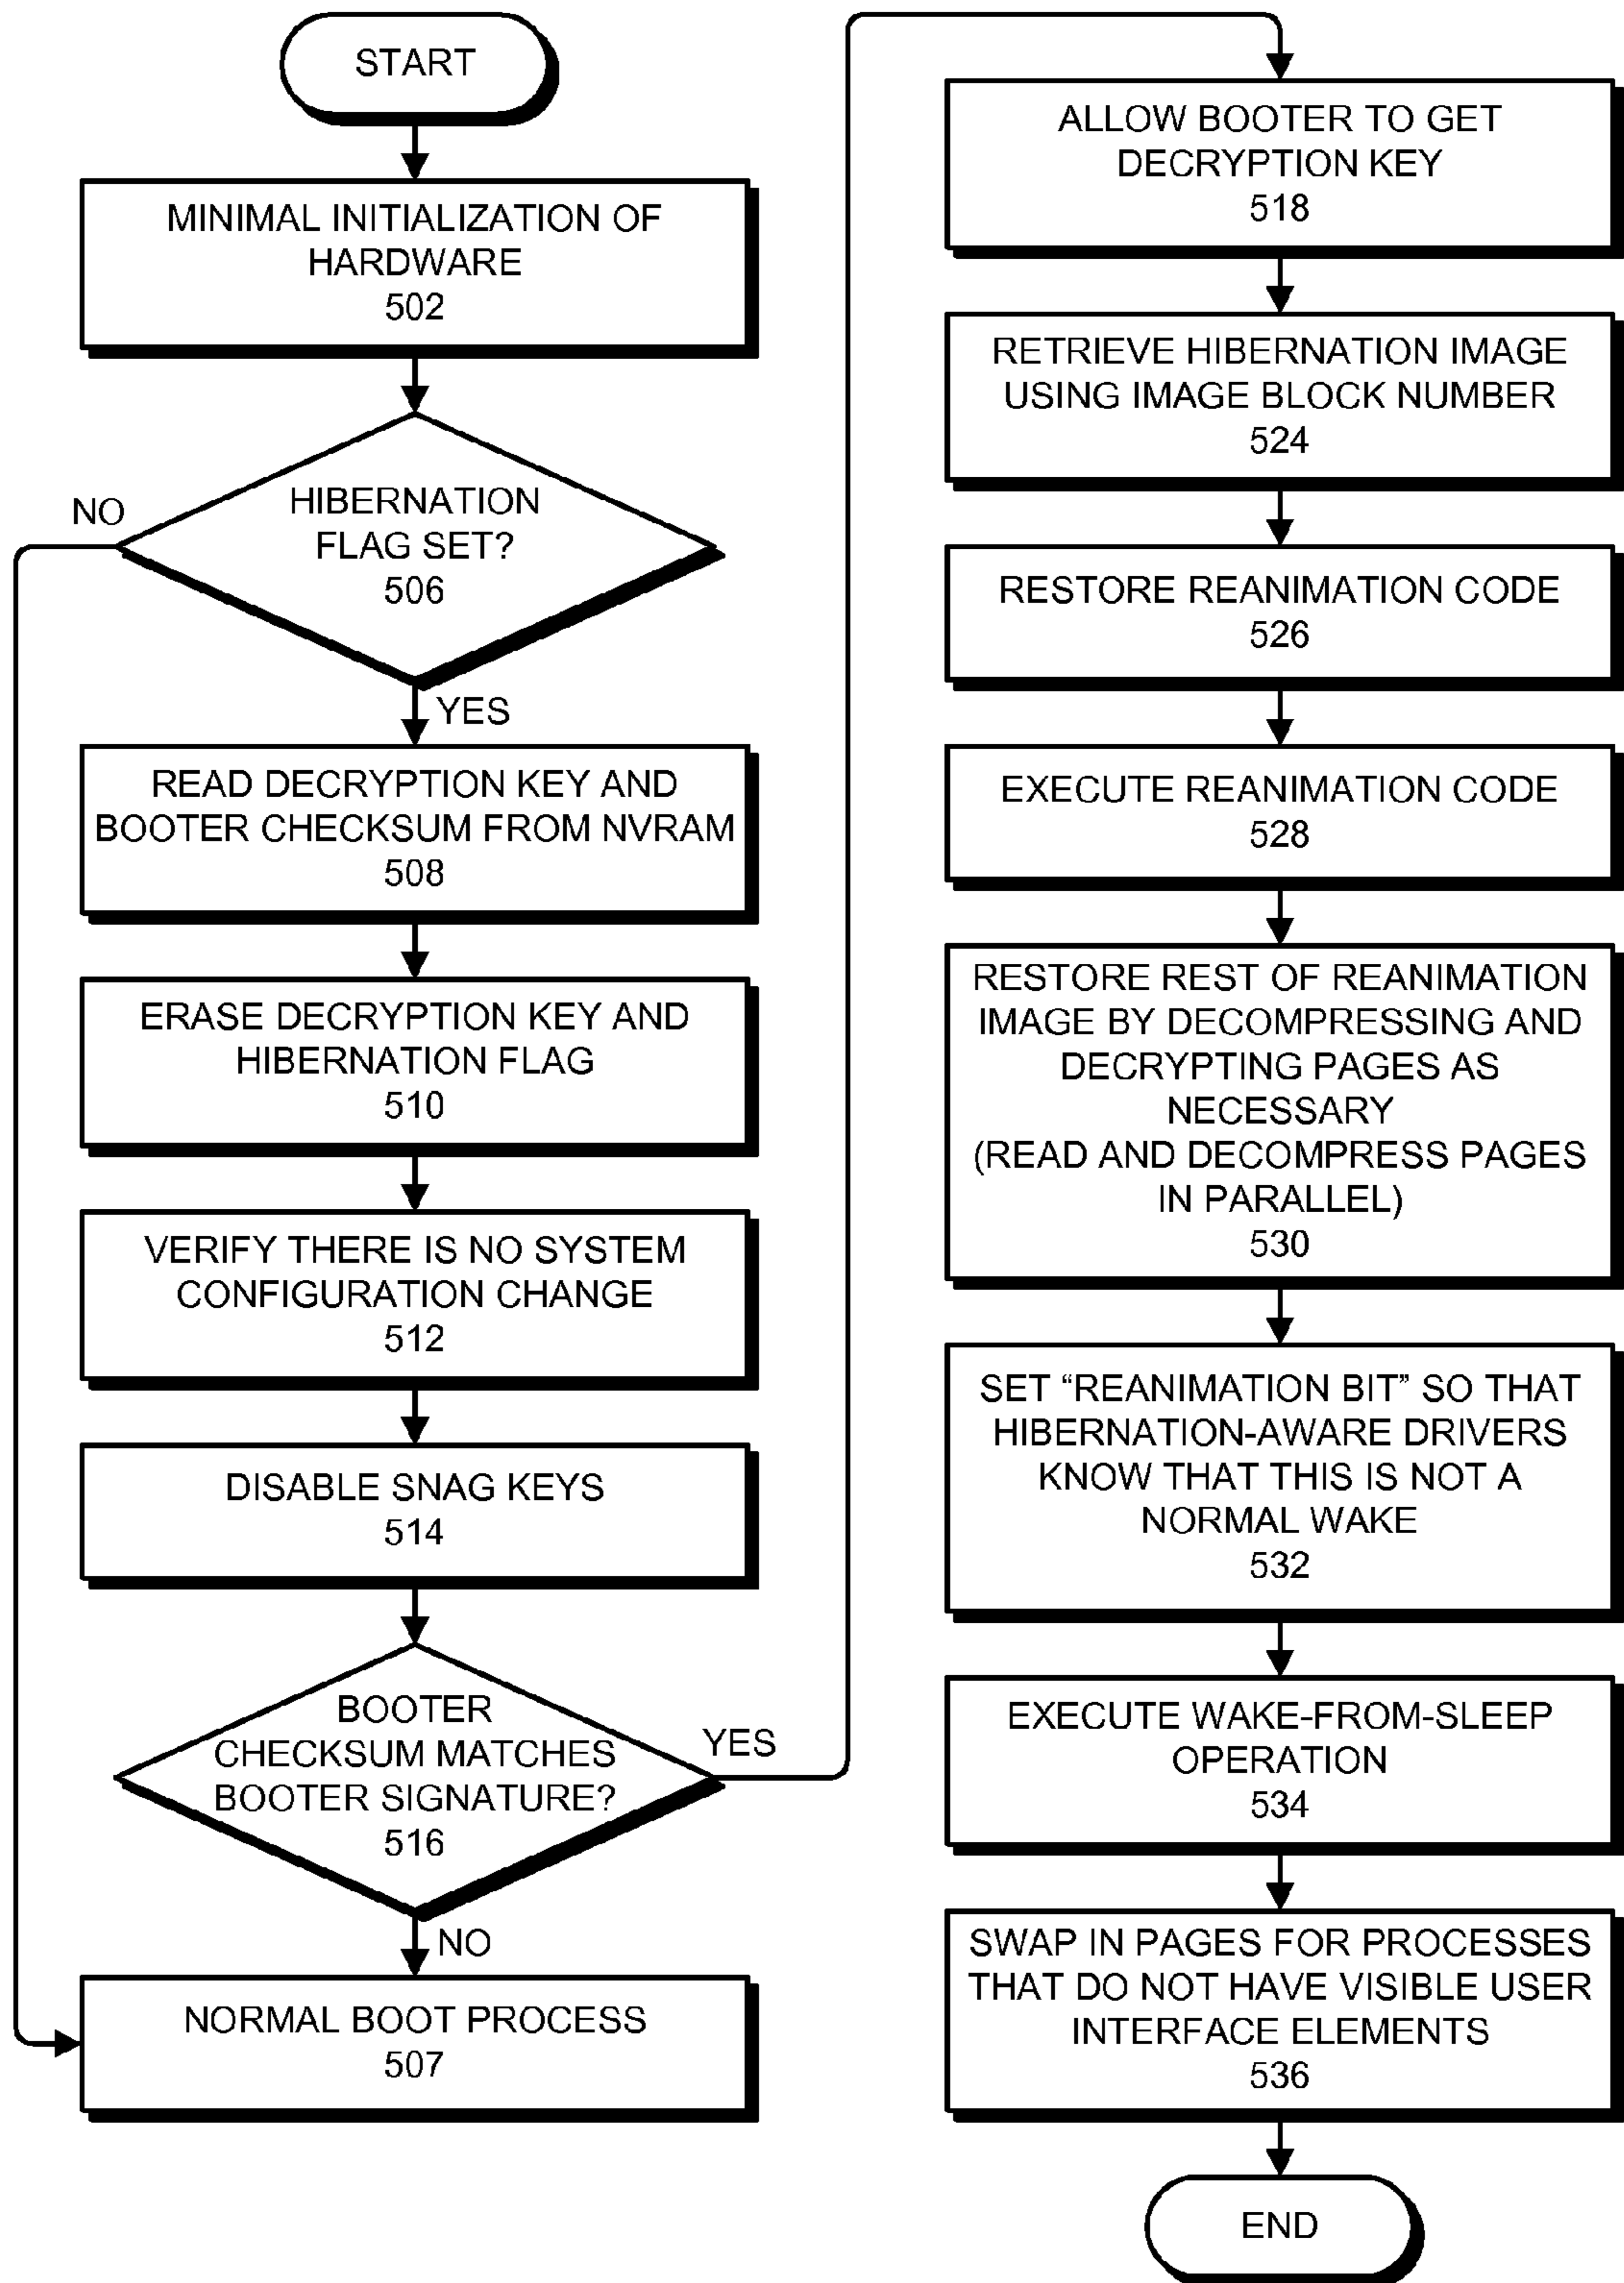 START
MINIMAL INITIALIZATION OF
HARDWARE
502
HIBERNATION
FLAG SET?
506
NO
YES
READ DECRYPTION KEY AND
BOOTER CHECKSUM FROM NVRAM
508
ERASE DECRYPTION KEY AND
HIBERNATION FLAG
510
VERIFY THERE IS NO SYSTEM
CONFIGURATION CHANGE
512
DISABLE SNAG KEYS
514
BOOTER
CHECKSUM MATCHES
BOOTER SIGNATURE?
516
YES
NO
NORMAL BOOT PROCESS
507
ALLOW BOOTER TO GET
DECRYPTION KEY
518
RETRIEVE HIBERNATION IMAGE
USING IMAGE BLOCK NUMBER
524
RESTORE REANIMATION CODE
526
EXECUTE REANIMATION CODE
528
RESTORE REST OF REANIMATION
IMAGE BY DECOMPRESSING AND
DECRYPTING PAGES AS
NECESSARY
(READ AND DECOMPRESS PAGES
IN PARALLEL)
530
SET “REANIMATION BIT” SO THAT
HIBERNATION-AWARE DRIVERS
KNOW THAT THIS IS NOT A
NORMAL WAKE
532
EXECUTE WAKE-FROM-SLEEP
OPERATION
534
SWAP IN PAGES FOR PROCESSES
THAT DO NOT HAVE VISIBLE USER
INTERFACE ELEMENTS
536
END